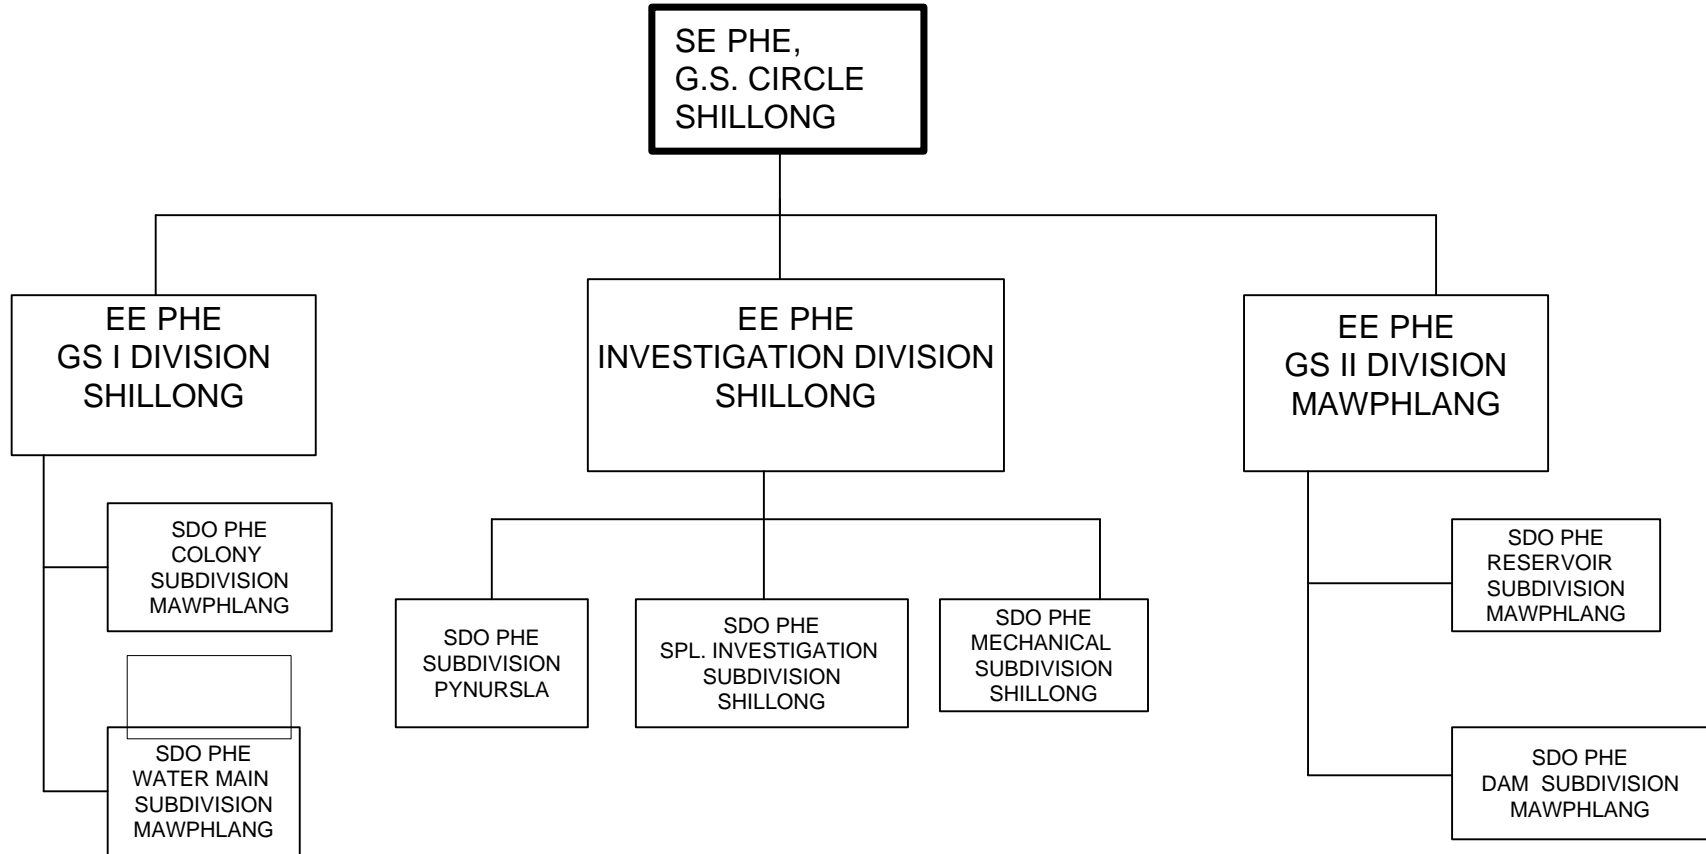 SE PHE,
G.S. CIRCLE
SHILLONG
EE PHE
GS I DIVISION
SHILLONG
EE PHE
INVESTIGATION DIVISION
SHILLONG
EE PHE
GS II DIVISION
MAWPHLANG
SDO PHE
COLONY
SUBDIVISION
MAWPHLANG
SDO PHE
WATER MAIN
SUBDIVISION
MAWPHLANG
SDO PHE
SUBDIVISION
PYNURSLA
SDO PHE
SPL. INVESTIGATION
SUBDIVISION
SHILLONG
SDO PHE
MECHANICAL
SUBDIVISION
SHILLONG
SDO PHE
RESERVOIR
SUBDIVISION
MAWPHLANG
SDO PHE
DAM  SUBDIVISION
MAWPHLANG